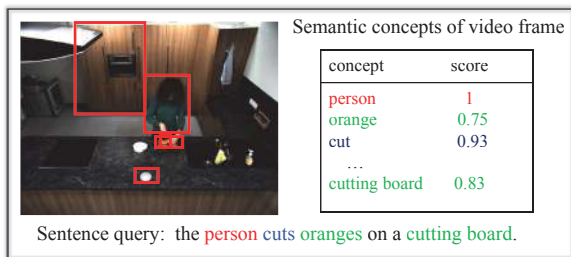 Semantic concepts of video frame
concept score
person 1
orange 0.75
cut 0.93
...
cutting board 0.83
Sentence query: the person cuts oranges on a cutting board.